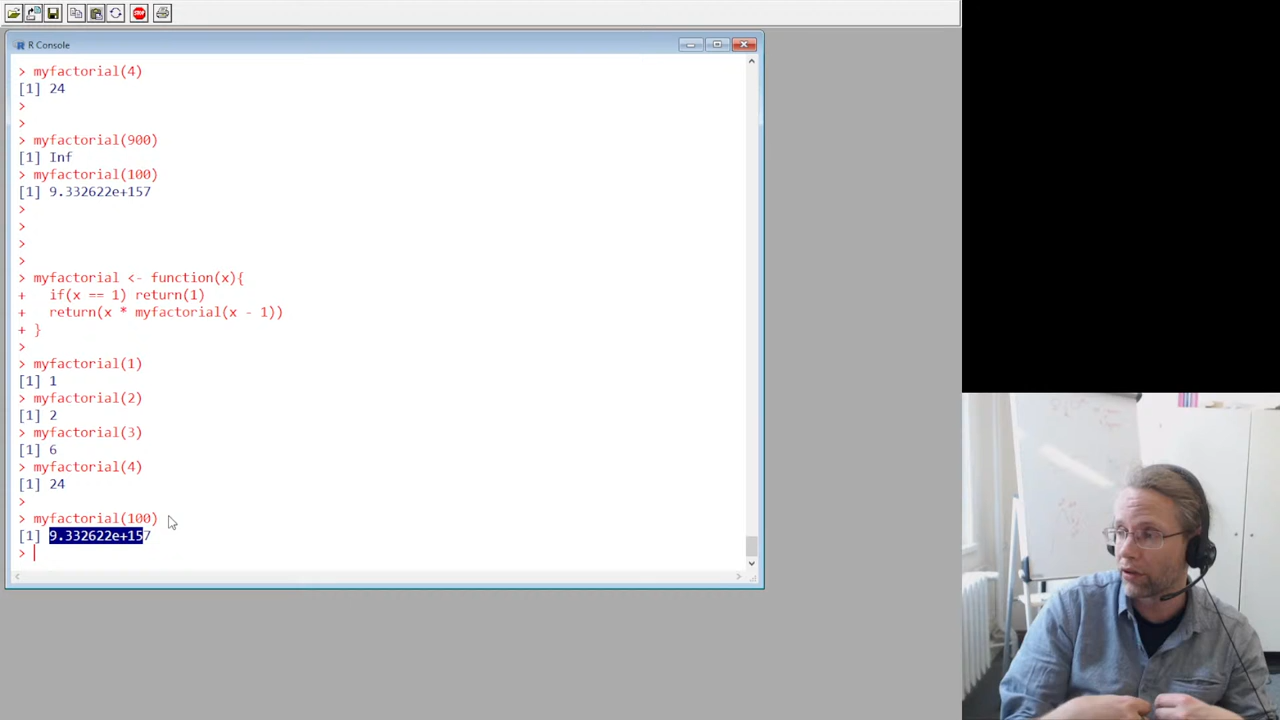 R Console
> myfactorial(4)
[1] 24
>
>
> myfactorial(900)
[1] Inf
> myfactorial(100)
[1] 9.332622e+157
>
>
>
>
> myfactorial <- function(x){
+   if(x == 1) return(1)
+   return(x * myfactorial(x - 1))
+ }
>
> myfactorial(1)
[1] 1
> myfactorial(2)
[1] 2
> myfactorial(3)
[1] 6
> myfactorial(4)
[1] 24
>
> myfactorial(100)
[1] 9.332622e+157
>